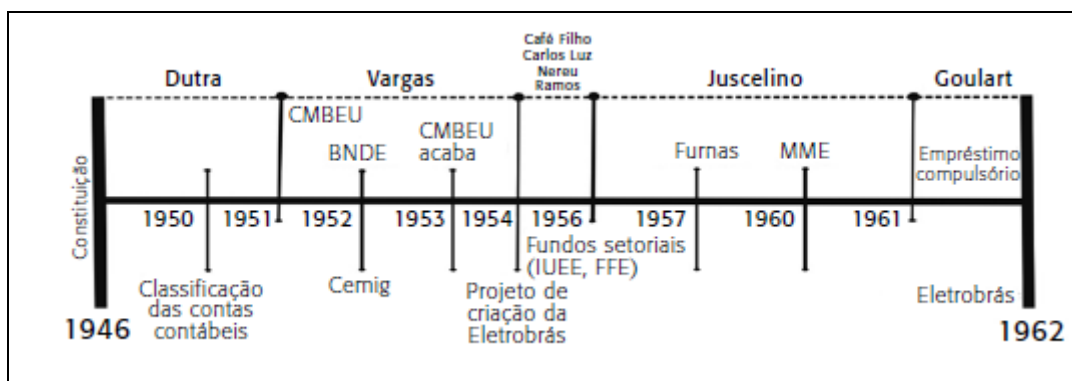 Café Filho
Carlos Luz
Nereu
Ramos
Dutra
Vargas
Juscelino
Goulart
CMBEU
BNDE
CMBEU
acaba
Furnas
MME
Empréstimo
compulsório
Constituição
1950
1951
1952
1953
1954
1956
1957
1960
1961
Classificação
das contas
contábeis
Cemig
Projeto de
criação da
Eletrobrás
Fundos setoriais
(IUEE, FFE)
Eletrobrás
1946
1962